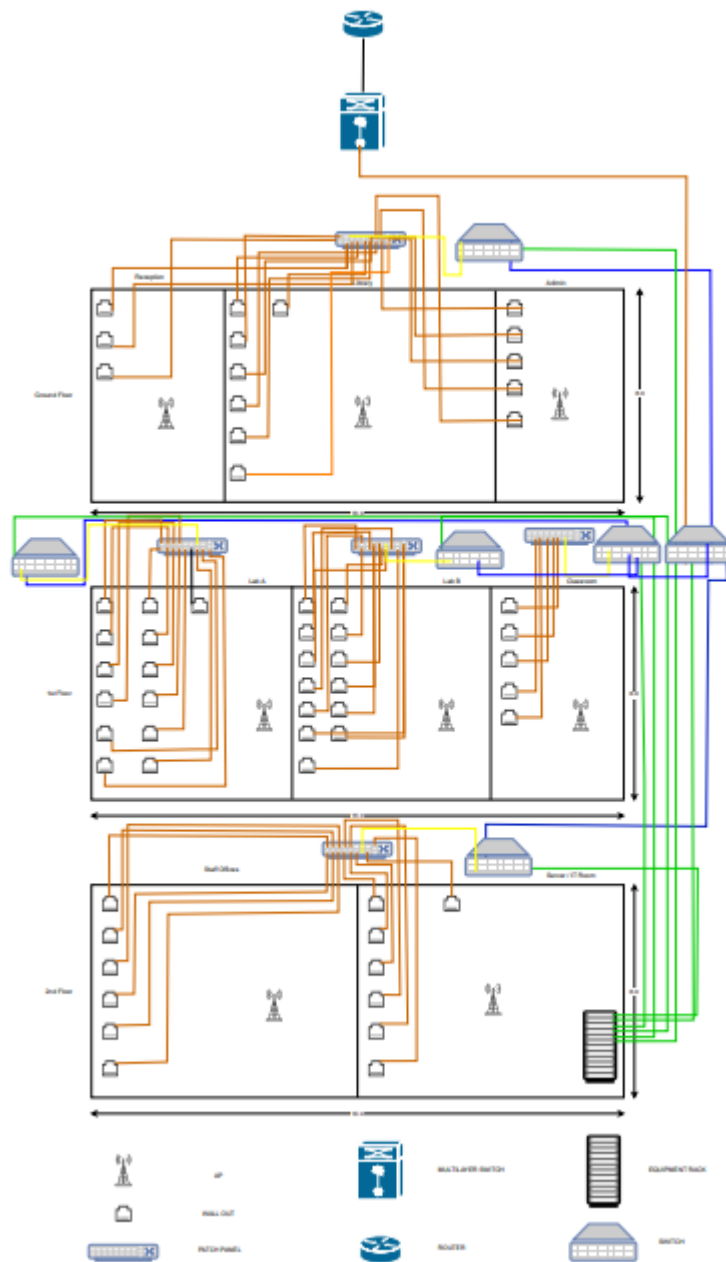 Reception
Library
Admin
Ground Floor
Lab A
Lab B
Classroom
1st Floor
Staff Offices
Server / IT Room
2nd Floor
AP
MULTILAYER SWITCH
EQUIPMENT RACK
WALL OUT
PATCH PANEL
ROUTER
SWITCH